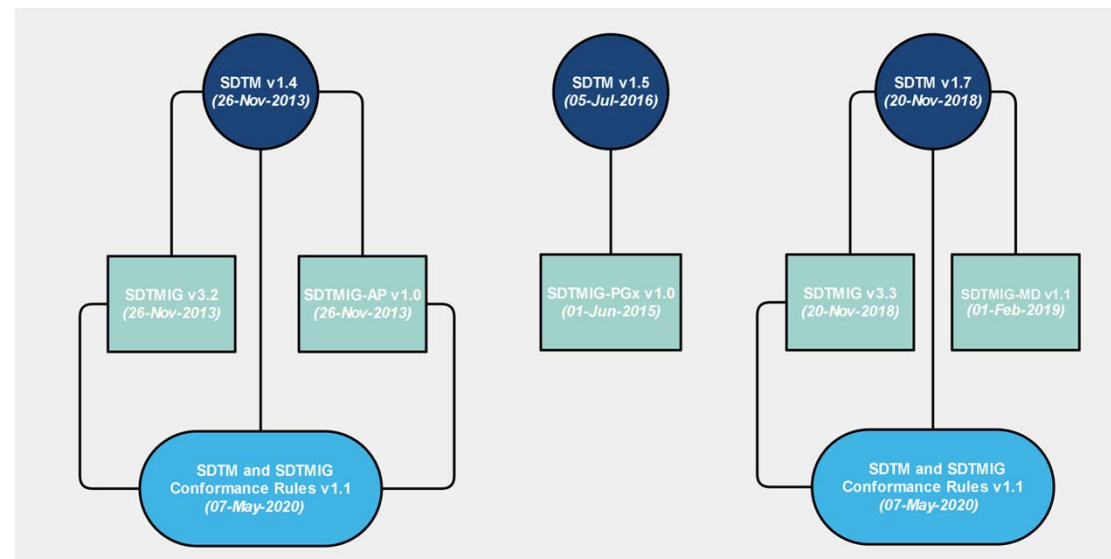 SDTM v1.4
(26-Nov-2013)
SDTM v1.5
(05-Jul-2016)
SDTM v1.7
(20-Nov-2018)
SDTMIG v3.2
(26-Nov-2013)
SDTMIG-AP v1.0
(26-Nov-2013)
SDTMIG-PGx v1.0
(01-Jun-2015)
SDTMIG v3.3
(20-Nov-2018)
SDTMIG-MD v1.1
(01-Feb-2019)
SDTM and SDTMIG
Conformance Rules v1.1
(07-May-2020)
SDTM and SDTMIG
Conformance Rules v1.1
(07-May-2020)